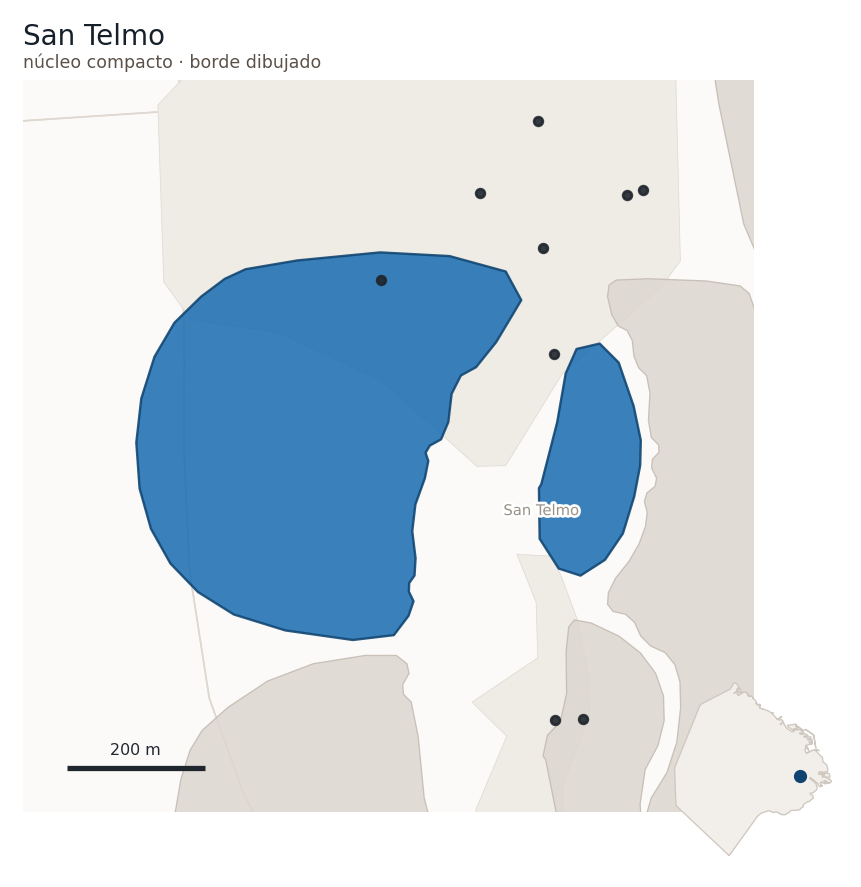 San Telmo
núcleo compacto · borde dibujado
San Telmo
200 m